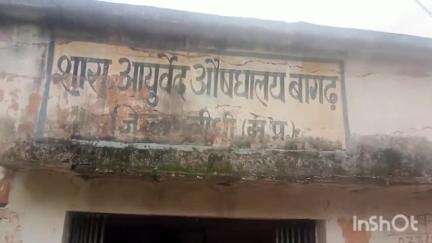 शास. आयुर्वेद औषधालय बागढ़
जिला सीधी (म.प्र.)
InShOt